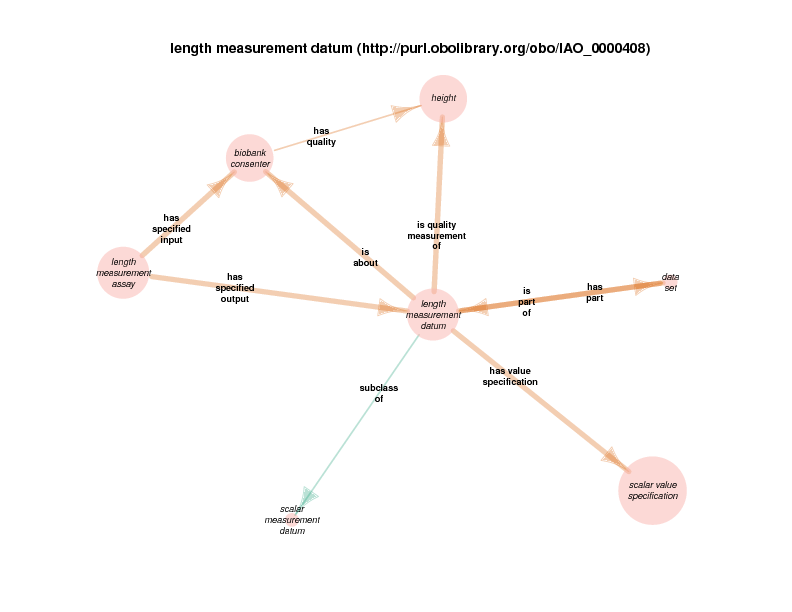 length measurement datum (http://purl.obolibrary.org/obo/IAO_0000408)
height
has
quality
biobank
consenter
has
specified
input
is quality
measurement
of
is
about
length
measurement
assay
has
specified
output
is
part
of
has
part
data
set
length
measurement
datum
has value
specification
subclass
of
scalar value
specification
scalar
measurement
datum